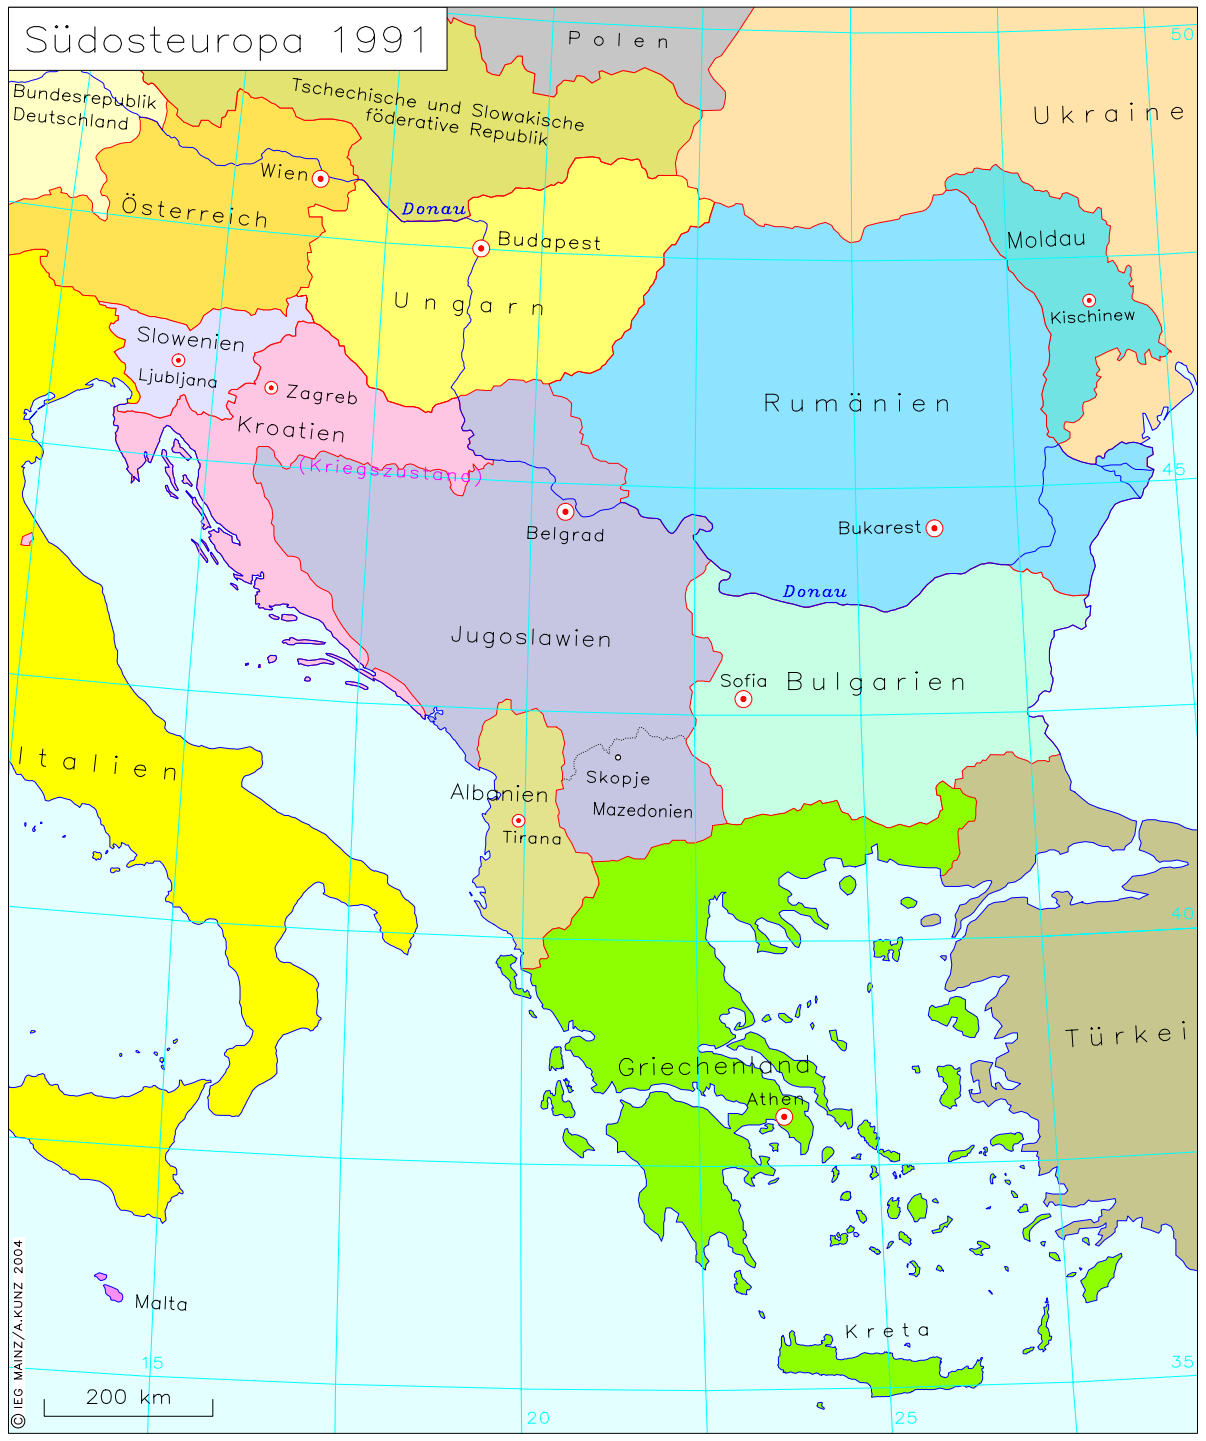 Südosteuropa 1991
Polen
50
Bundesrepublik
Deutschland
Tschechische und Slowakische
föderative Republik
Ukraine
Wien
Österreich
Donau
Budapest
Moldau
Ungarn
Kischinew
Slowenien
Ljubljana
Zagreb
Rumänien
Kroatien
(Kriegszustand)
45
Belgrad
Bukarest
Donau
Jugoslawien
Sofia
Bulgarien
Italien
Skopje
Albanien
Mazedonien
Tirana
40
Türkei
Griechenland
Athen
Malta
Kreta
15
35
200 km
20
25
© IEG MAINZ/A.KUNZ 2004